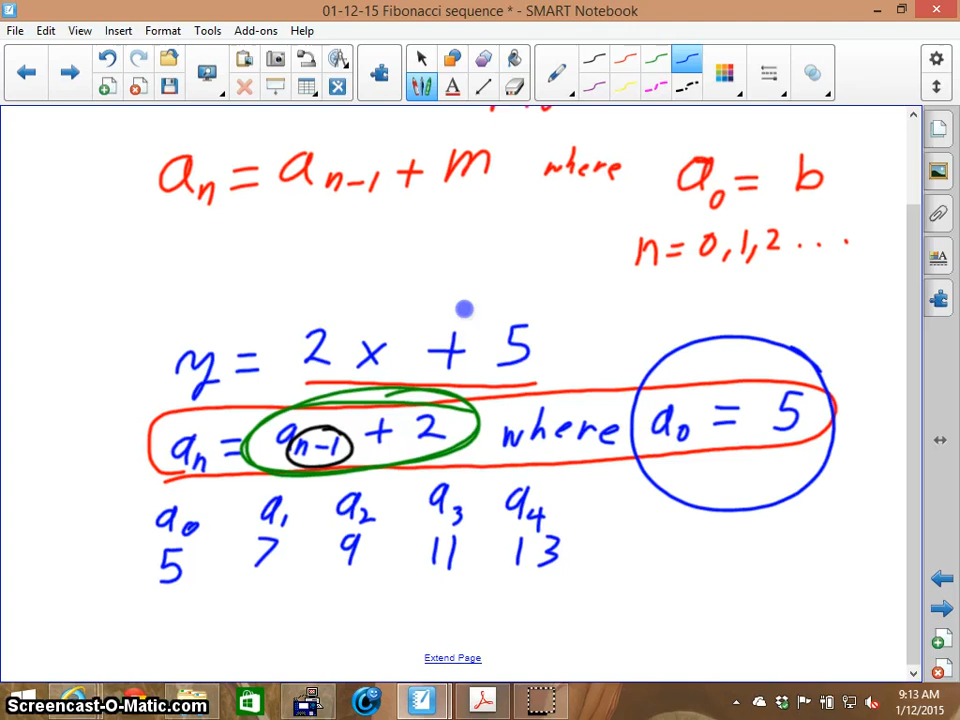 01-12-15 Fibonacci sequence * - SMART Notebook
File Edit View Insert Format Tools Add-ons Help
aₙ = aₙ₋₁ + m where a₀ = b
n = 0, 1, 2 . . .
y = 2x + 5
aₙ = aₙ₋₁ + 2 where a₀ = 5
a₀ a₁ a₂ a₃ a₄
5 7 9 11 13
Extend Page
Screencast-O-Matic.com
9:13 AM
1/12/2015